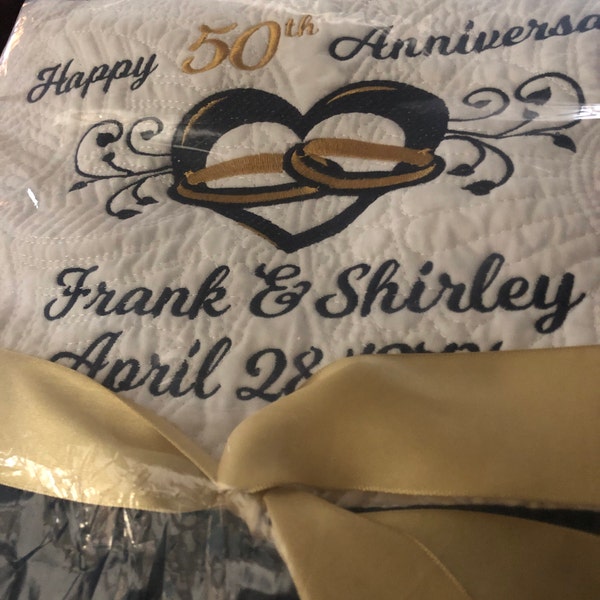 Happy 50th Anniversa
Frank & Shirley
April 28